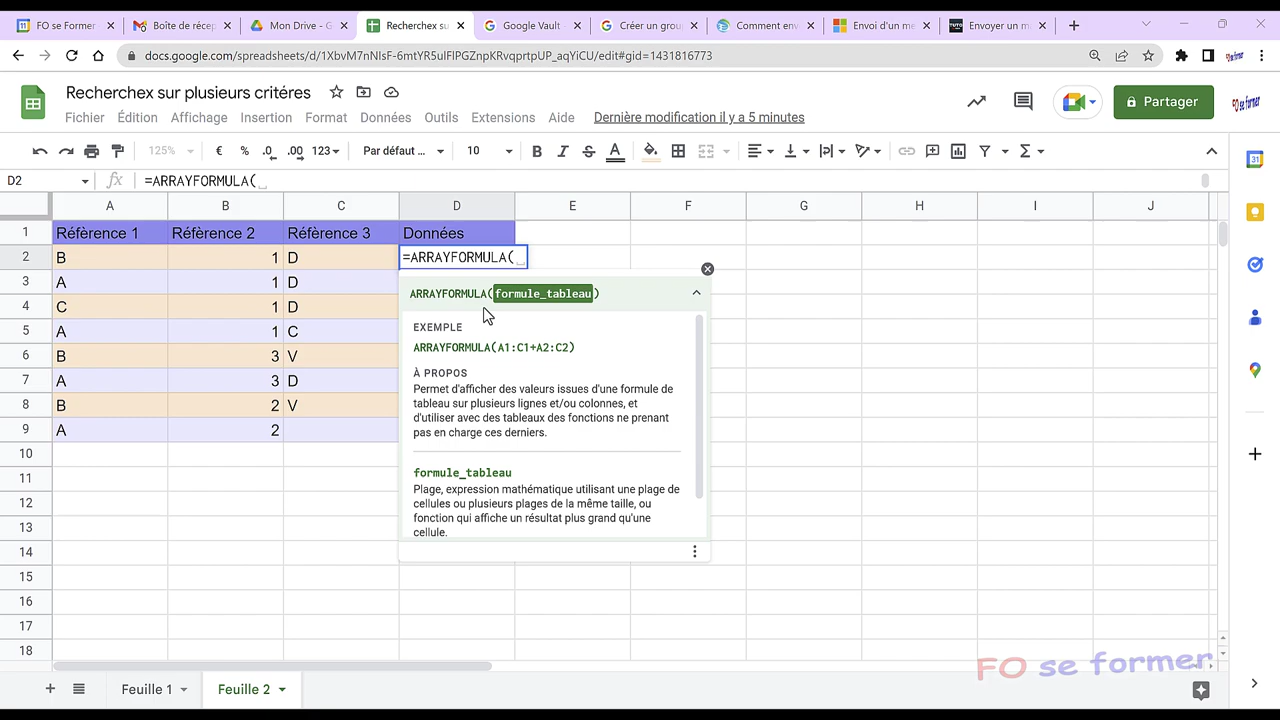 FO se Former
Boîte de récep
Mon Drive - G
Recherchex su
Google Vault -
Créer un grou
Comment env
Envoi d'un me
Envoyer un m
docs.google.com/spreadsheets/d/1XbvM7nNIsF-6mtYR5uIFlPGZnpKRvqprtpUP_aqYiCU/edit#gid=1431816773
Recherchex sur plusieurs critéres
Fichier Édition Affichage Insertion Format Données Outils Extensions Aide Dernière modification il y a 5 minutes
Partager
125% € % .0 .00 123 Par défaut ... 10
D2 fx =ARRAYFORMULA(
A B C D E F G H I J
1 Réfèrence 1 Réfèrence 2 Réfèrence 3 Données
2 B 1 D =ARRAYFORMULA(
3 A 1 D
4 C 1 D
5 A 1 C
6 B 3 V
7 A 3 D
8 B 2 V
9 A 2
10
11
12
13
14
15
16
17
18
ARRAYFORMULA(formule_tableau)
EXEMPLE
ARRAYFORMULA(A1:C1+A2:C2)
À PROPOS
Permet d'afficher des valeurs issues d'une formule de
tableau sur plusieurs lignes et/ou colonnes, et
d'utiliser avec des tableaux des fonctions ne prenant
pas en charge ces derniers.
formule_tableau
Plage, expression mathématique utilisant une plage de
cellules ou plusieurs plages de la même taille, ou
fonction qui affiche un résultat plus grand qu'une
cellule.
FO se former
Feuille 1 Feuille 2